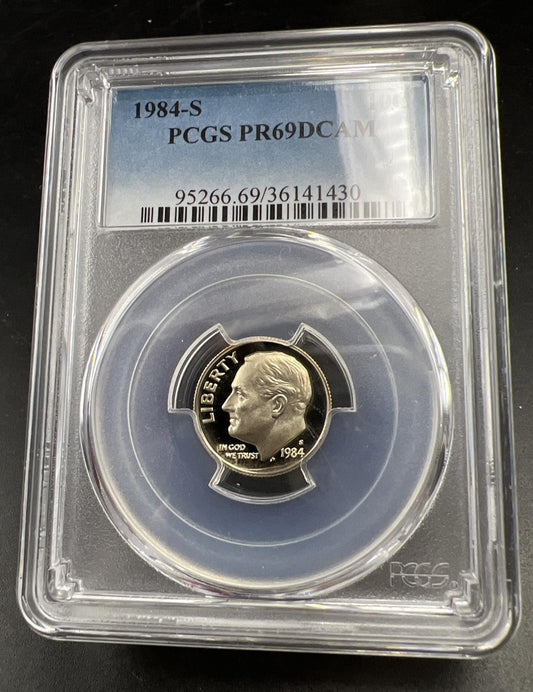 1984-S
PCGS PR69DCAM
95266.69/36141430
LIBERTY
IN GOD
WE TRUST
S
1984
PCGS